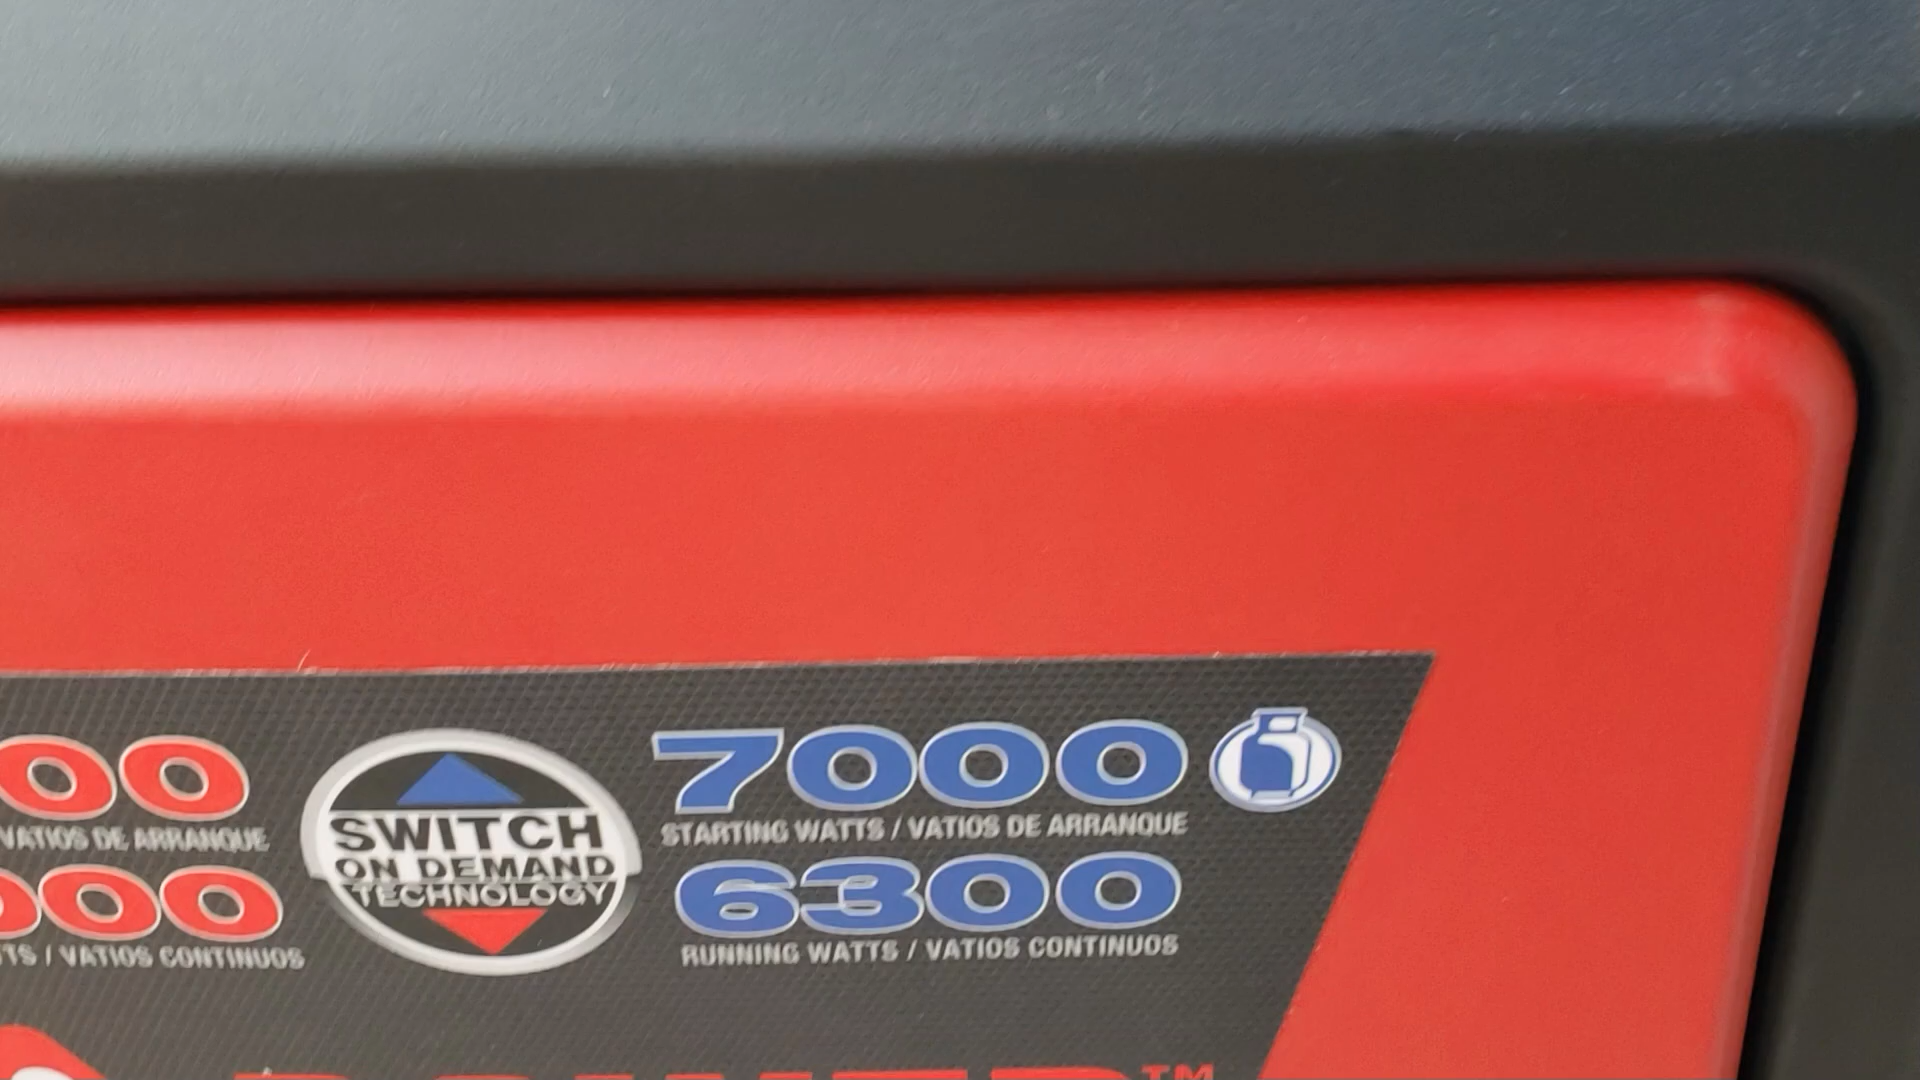 00
VATIOS DE ARRANQUE
000
TS / VATIOS CONTINUOS
SWITCH
ON DEMAND
TECHNOLOGY
7000
STARTING WATTS / VATIOS DE ARRANQUE
6300
RUNNING WATTS / VATIOS CONTINUOS
POWER™